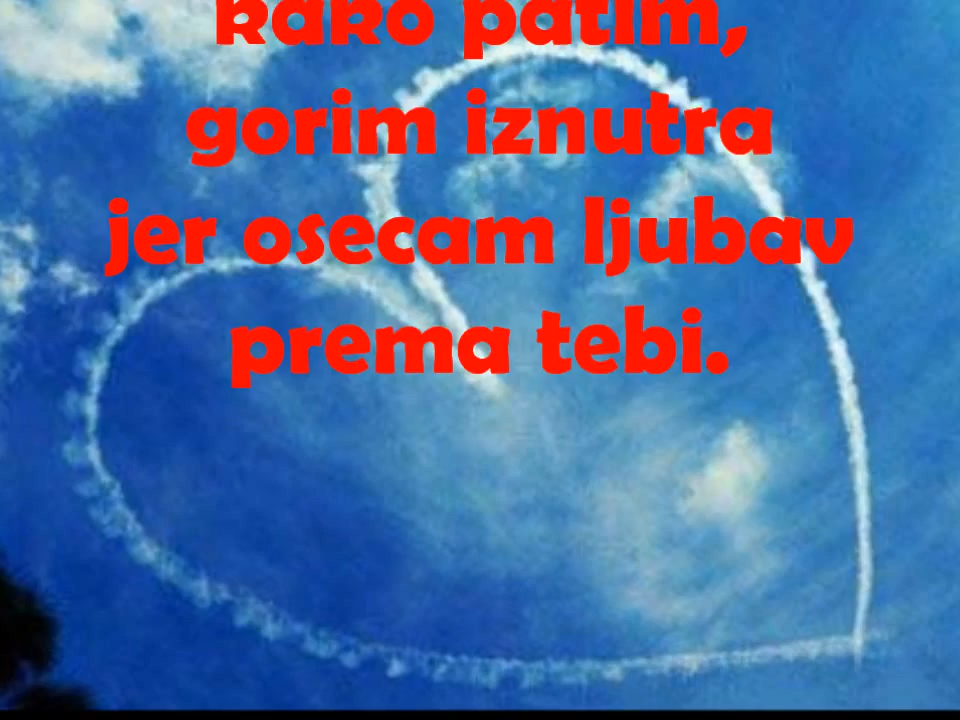 kako patim,
gorim iznutra
jer osecam ljubav
prema tebi.